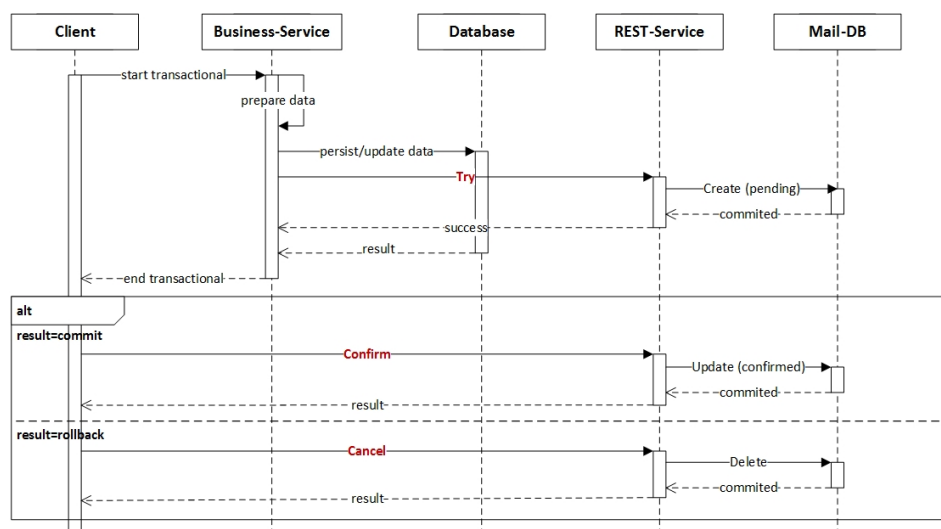 Client
Business-Service
Database
REST-Service
Mail-DB
start transactional
prepare data
persist/update data
Try
Create (pending)
commited
success
result
end transactional
alt
result=commit
Confirm
Update (confirmed)
commited
result
result=rollback
Cancel
Delete
commited
result